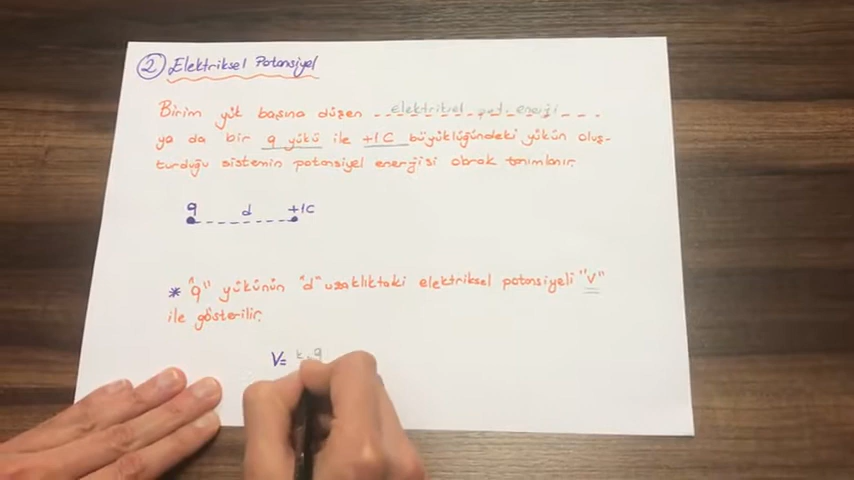 2 Elektriksel Potansiyel
Birim yük başına düşen elektriksel pot. enerji
ya da bir q yükü ile +1C büyüklüğündeki yükün oluş-
turduğu sistemin potansiyel enerjisi olarak tanımlanır.
q d +1C
* "q" yükünün "d" uzaklıktaki elektriksel potansiyeli "V"
ile gösterilir.
V= k.q